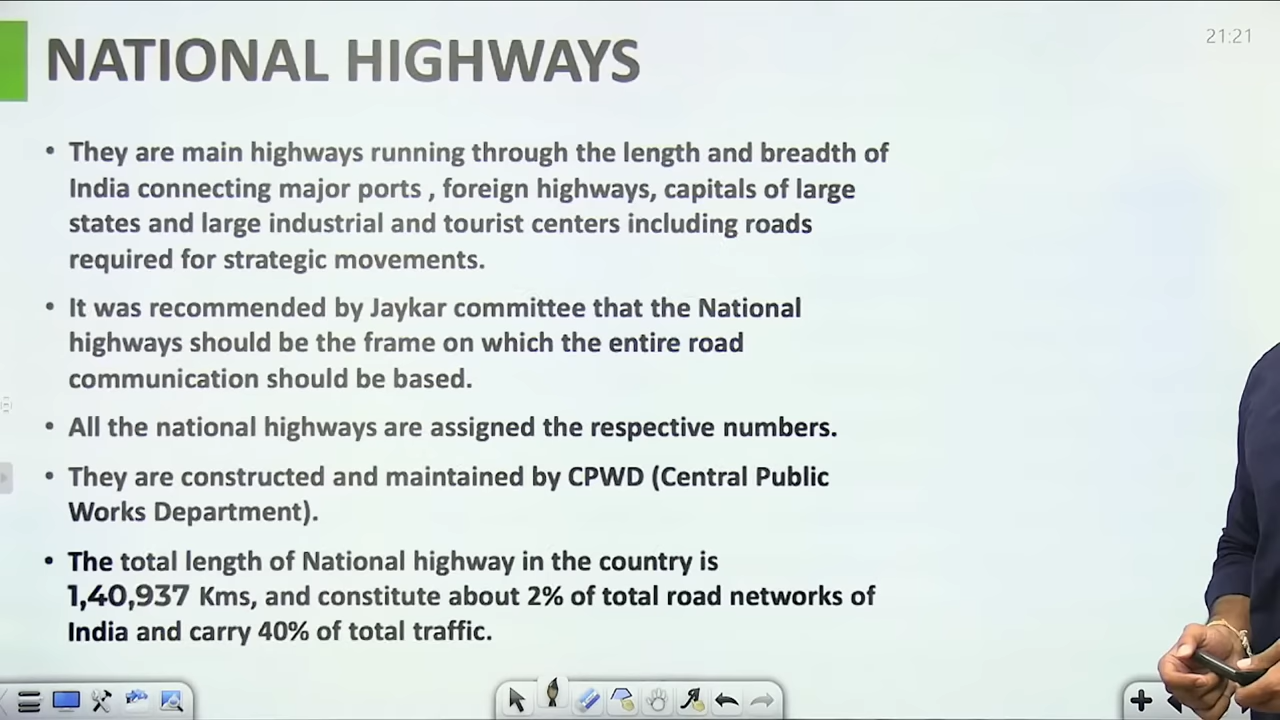 NATIONAL HIGHWAYS
21:21
• They are main highways running through the length and breadth of
India connecting major ports , foreign highways, capitals of large
states and large industrial and tourist centers including roads
required for strategic movements.
• It was recommended by Jaykar committee that the National
highways should be the frame on which the entire road
communication should be based.
• All the national highways are assigned the respective numbers.
• They are constructed and maintained by CPWD (Central Public
Works Department).
• The total length of National highway in the country is
1,40,937 Kms, and constitute about 2% of total road networks of
India and carry 40% of total traffic.